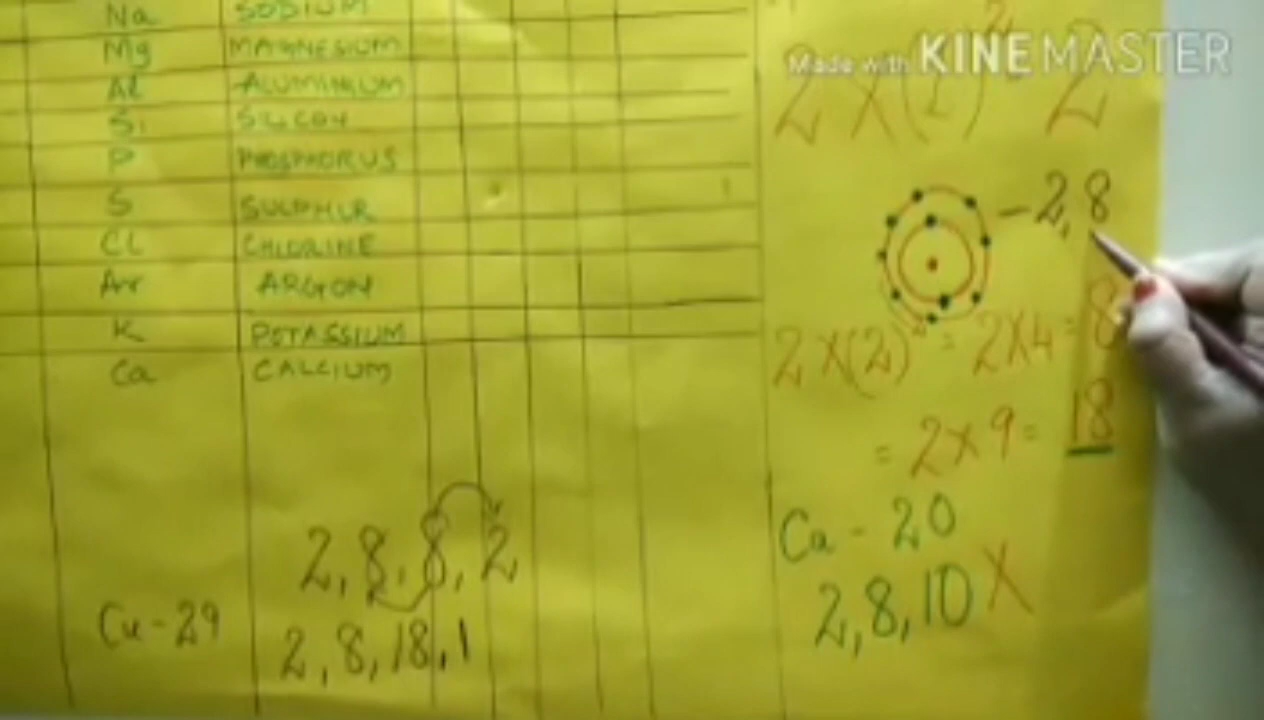 Na SODIUM
Mg MAGNESIUM
Al ALUMINIUM
Si SILICON
P PHOSPHORUS
S SULPHUR
Cl CHLORINE
Ar ARGON
K POTASSIUM
Ca CALCIUM
2, 8, 8, 2
Cu - 29
2, 8, 18, 1
Made with KINEMASTER
2 X (1)² = 2
- 2, 8
2 X (2)² = 2X4 = 8
= 2 X 9 = 18
Ca - 20
2, 8, 10 X